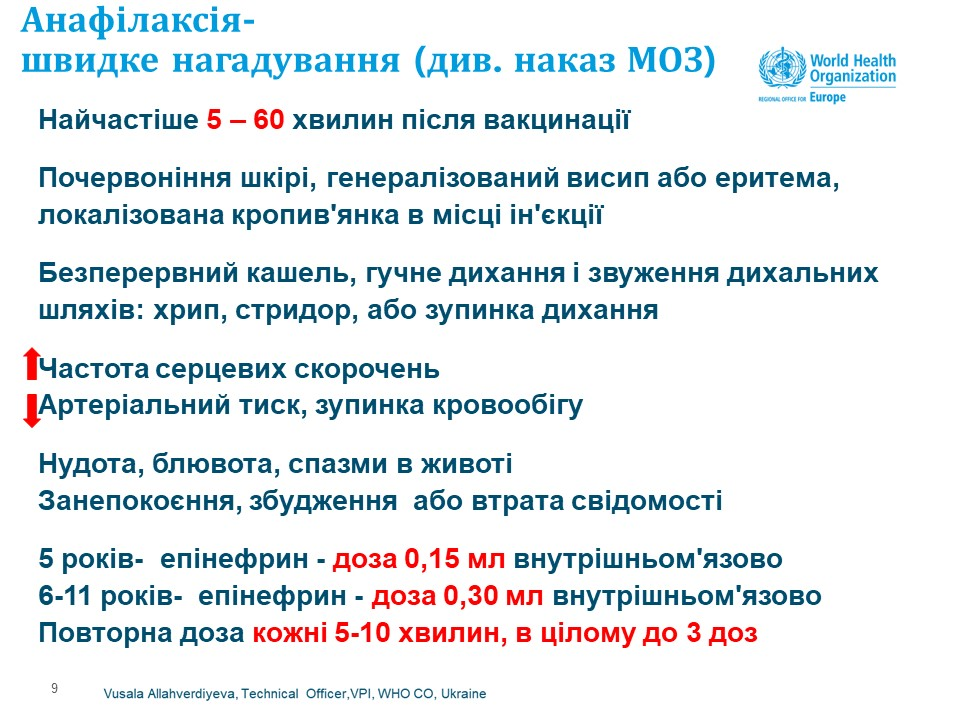 Анафілаксія-
швидке нагадування (див. наказ МОЗ)
World Health
Organization
REGIONAL OFFICE FOR Europe
Найчастіше 5 – 60 хвилин після вакцинації
Почервоніння шкірі, генералізований висип або еритема,
локалізована кропив'янка в місці ін'єкції
Безперервний кашель, гучне дихання і звуження дихальних
шляхів: хрип, стридор, або зупинка дихання
Частота серцевих скорочень
Артеріальний тиск, зупинка кровообігу
Нудота, блювота, спазми в животі
Занепокоєння, збудження  або втрата свідомості
5 років-  епінефрин - доза 0,15 мл внутрішньом'язово
6-11 років-  епінефрин - доза 0,30 мл внутрішньом'язово
Повторна доза кожні 5-10 хвилин, в цілому до 3 доз
9
Vusala Allahverdiyeva, Technical  Officer,VPI, WHO CO, Ukraine